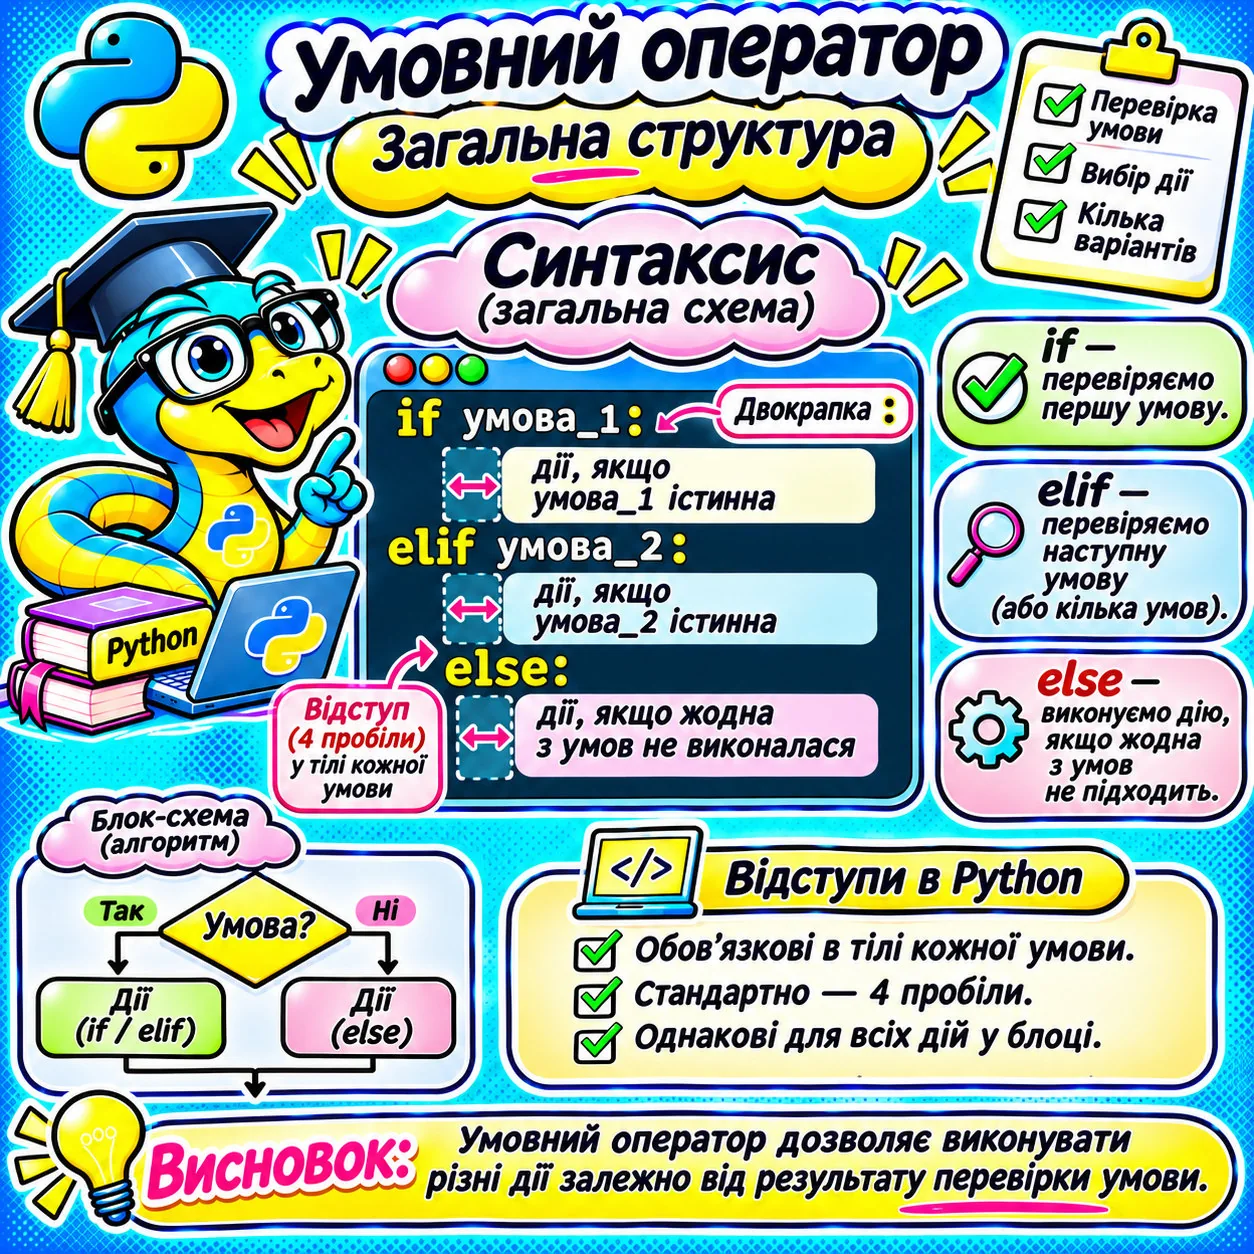 Умовний оператор
Загальна структура
Перевірка
умови
Вибір дії
Кілька
варіантів
Синтаксис
(загальна схема)
if умова_1:
Двокрапка :
дії, якщо
умова_1 істинна
elif умова_2:
дії, якщо
умова_2 істинна
else:
дії, якщо жодна
з умов не виконалася
Відступ
(4 пробіли)
у тілі кожної
умови
Python
if –
перевіряємо
першу умову.
elif –
перевіряємо
наступну
умову
(або кілька умов).
else –
виконуємо дію,
якщо жодна
з умов
не підходить.
Блок-схема
(алгоритм)
Так
Умова?
Ні
Дії
(if / elif)
Дії
(else)
</>
Відступи в Python
Обов’язкові в тілі кожної умови.
Стандартно — 4 пробіли.
Однакові для всіх дій у блоці.
Висновок:
Умовний оператор дозволяє виконувати
різні дії залежно від результату перевірки умови.